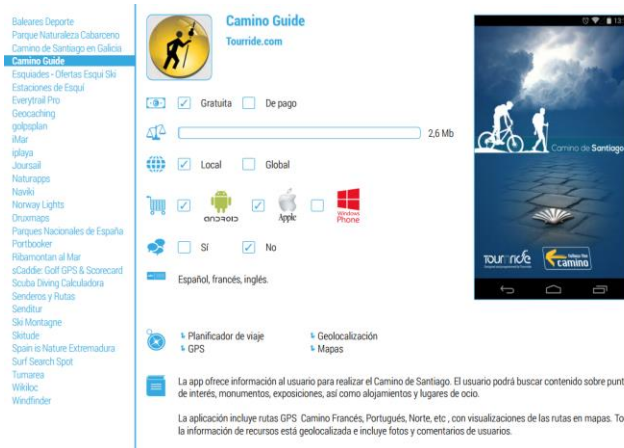 Baleares Deporte
Parque Naturaleza Cabarceno
Camino de Santiago en Galicia
Camino Guide
Esquiades - Ofertas Esqui Ski
Estaciones de Esquí
Everytrail Pro
Geocaching
golpsplan
iMar
iplaya
Joursail
Naturapps
Naviki
Norway Lights
Oruxmaps
Parques Nacionales de España
Portbooker
Ribamontan al Mar
sCaddie: Golf GPS & Scorecard
Scuba Diving Calculadora
Senderos y Rutas
Senditur
Ski Montagne
Skitude
Spain is Nature Extremadura
Surf Search Spot
Tumarea
Wikiloc
Windfinder
Camino Guide
Tourride.com
Gratuita De pago
2,6 Mb
Local Global
android Apple Windows Phone
Sí No
Español, francés, inglés.
Planificador de viaje Geolocalización
GPS Mapas
La app ofrece información al usuario para realizar el Camino de Santiago. El usuario podrá buscar contenido sobre punt
de interés, monumentos, exposiciones, así como alojamientos y lugares de ocio.
La aplicación incluye rutas GPS Camino Francés, Portugués, Norte, etc , con visualizaciones de las rutas en mapas. To
la información de recursos está geolocalizada e incluye fotos y comentarios de usuarios.
Camino de Santiago
tourride
follow the
camino